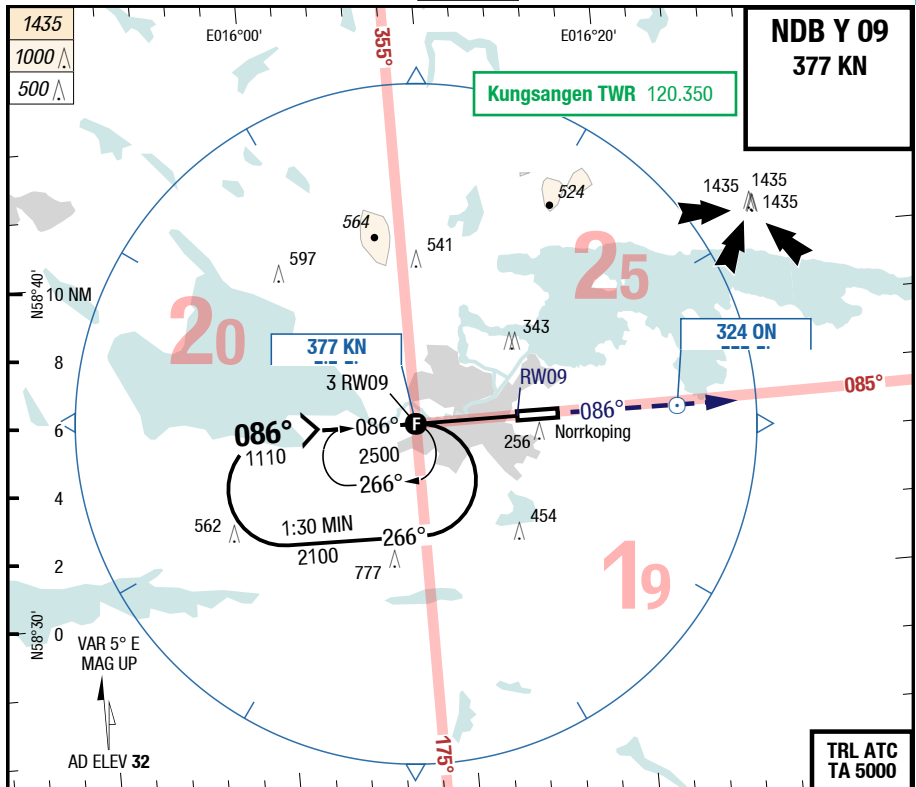 1435
1000
500
E016°00'
355°
E016°20'
NDB Y 09
377 KN
Kungsangen TWR 120.350
1435
1435
1435
524
564
541
597
25
N58°40'
10 NM
20
343
377 KN
324 ON
8
3 RW09
RW09
085°
086°
086°
086°
6
1110
2500
256
Norrkoping
266°
4
562
1:30 MIN
266°
454
2100
777
19
2
N58°30'
0
VAR 5° E
MAG UP
175°
AD ELEV 32
TRL ATC
TA 5000
F